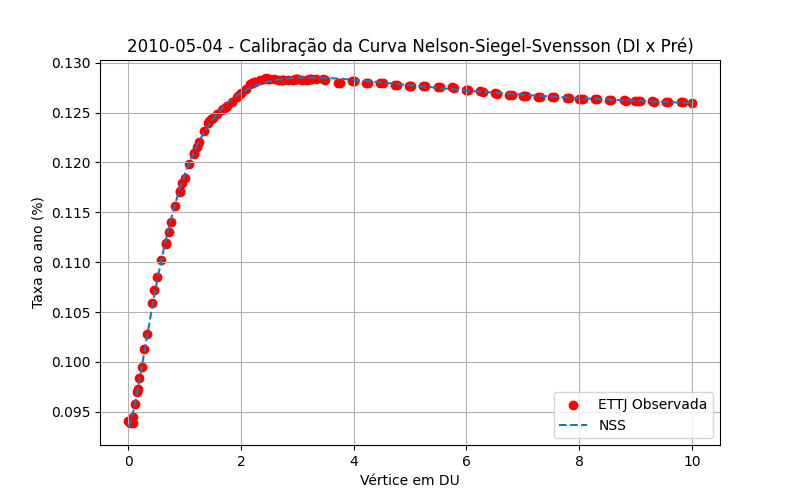 2010-05-04 - Calibração da Curva Nelson-Siegel-Svensson (DI x Pré)
Taxa ao ano (%)
0.130
0.125
0.120
0.115
0.110
0.105
0.100
0.095
0 2 4 6 8 10
Vértice em DU
ETTJ Observada
NSS